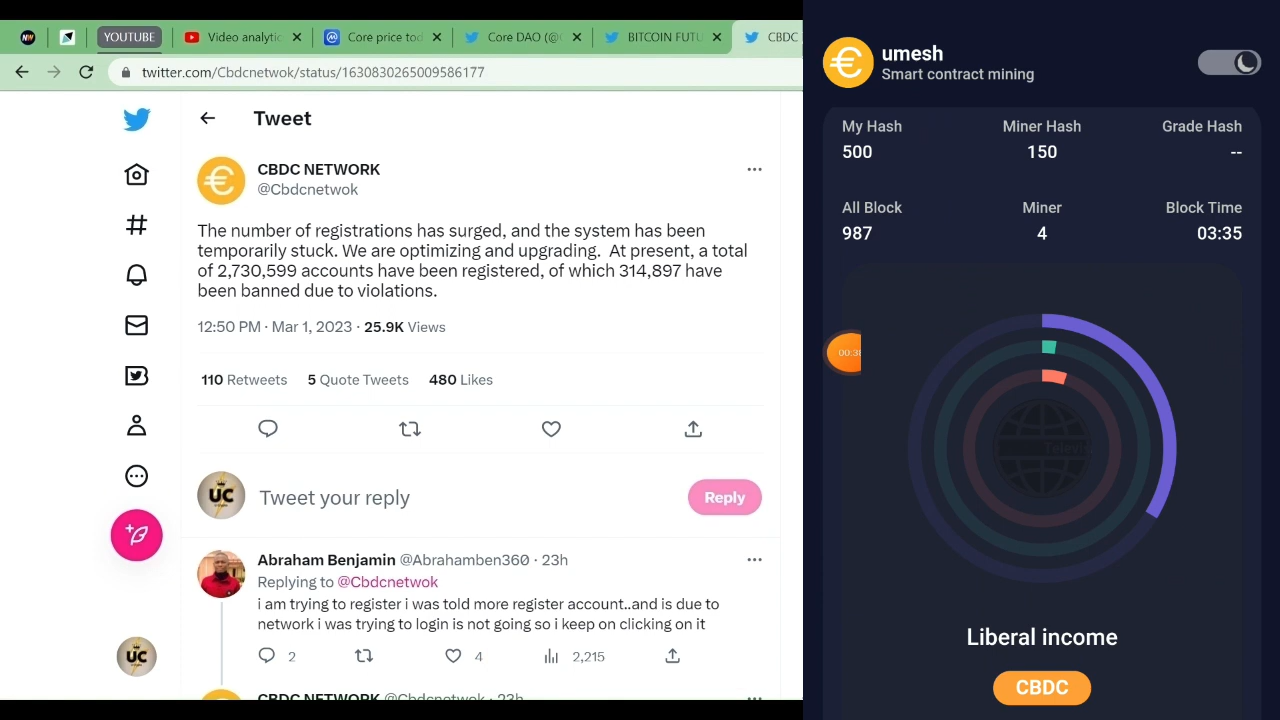 YOUTUBE
Video analytic
Core price tod
Core DAO (@
BITCOIN FUTU
CBDC
twitter.com/Cbdcnetwok/status/1630830265009586177
Tweet
CBDC NETWORK
@Cbdcnetwok
The number of registrations has surged, and the system has been
temporarily stuck. We are optimizing and upgrading. At present, a total
of 2,730,599 accounts have been registered, of which 314,897 have
been banned due to violations.
12:50 PM · Mar 1, 2023 · 25.9K Views
110 Retweets 5 Quote Tweets 480 Likes
UC
Tweet your reply
Reply
Abraham Benjamin @Abrahamben360 · 23h
Replying to @Cbdcnetwok
i am trying to register i was told more register account..and is due to
network i was trying to login is not going so i keep on clicking on it
2 4 2,215
UC
CBDC NETWORK @Cbdcnetwok · 23h
umesh
Smart contract mining
My Hash Miner Hash Grade Hash
500 150 --
All Block Miner Block Time
987 4 03:35
Liberal income
CBDC